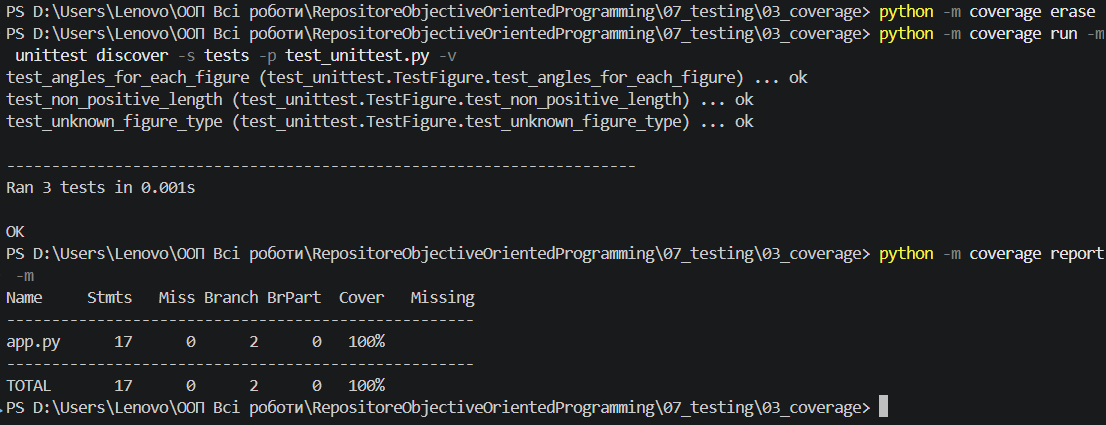 PS D:\Users\Lenovo\ООП Всі роботи\RepositoreObjectiveOrientedProgramming\07_testing\03_coverage> python -m coverage erase
PS D:\Users\Lenovo\ООП Всі роботи\RepositoreObjectiveOrientedProgramming\07_testing\03_coverage> python -m coverage run -m
unittest discover -s tests -p test_unittest.py -v
test_angles_for_each_figure (test_unittest.TestFigure.test_angles_for_each_figure) ... ok
test_non_positive_length (test_unittest.TestFigure.test_non_positive_length) ... ok
test_unknown_figure_type (test_unittest.TestFigure.test_unknown_figure_type) ... ok
----------------------------------------------------------------------
Ran 3 tests in 0.001s
OK
PS D:\Users\Lenovo\ООП Всі роботи\RepositoreObjectiveOrientedProgramming\07_testing\03_coverage> python -m coverage report
-m
Name     Stmts   Miss Branch BrPart  Cover   Missing
----------------------------------------------------
app.py      17      0      2      0   100%
----------------------------------------------------
TOTAL       17      0      2      0   100%
PS D:\Users\Lenovo\ООП Всі роботи\RepositoreObjectiveOrientedProgramming\07_testing\03_coverage>